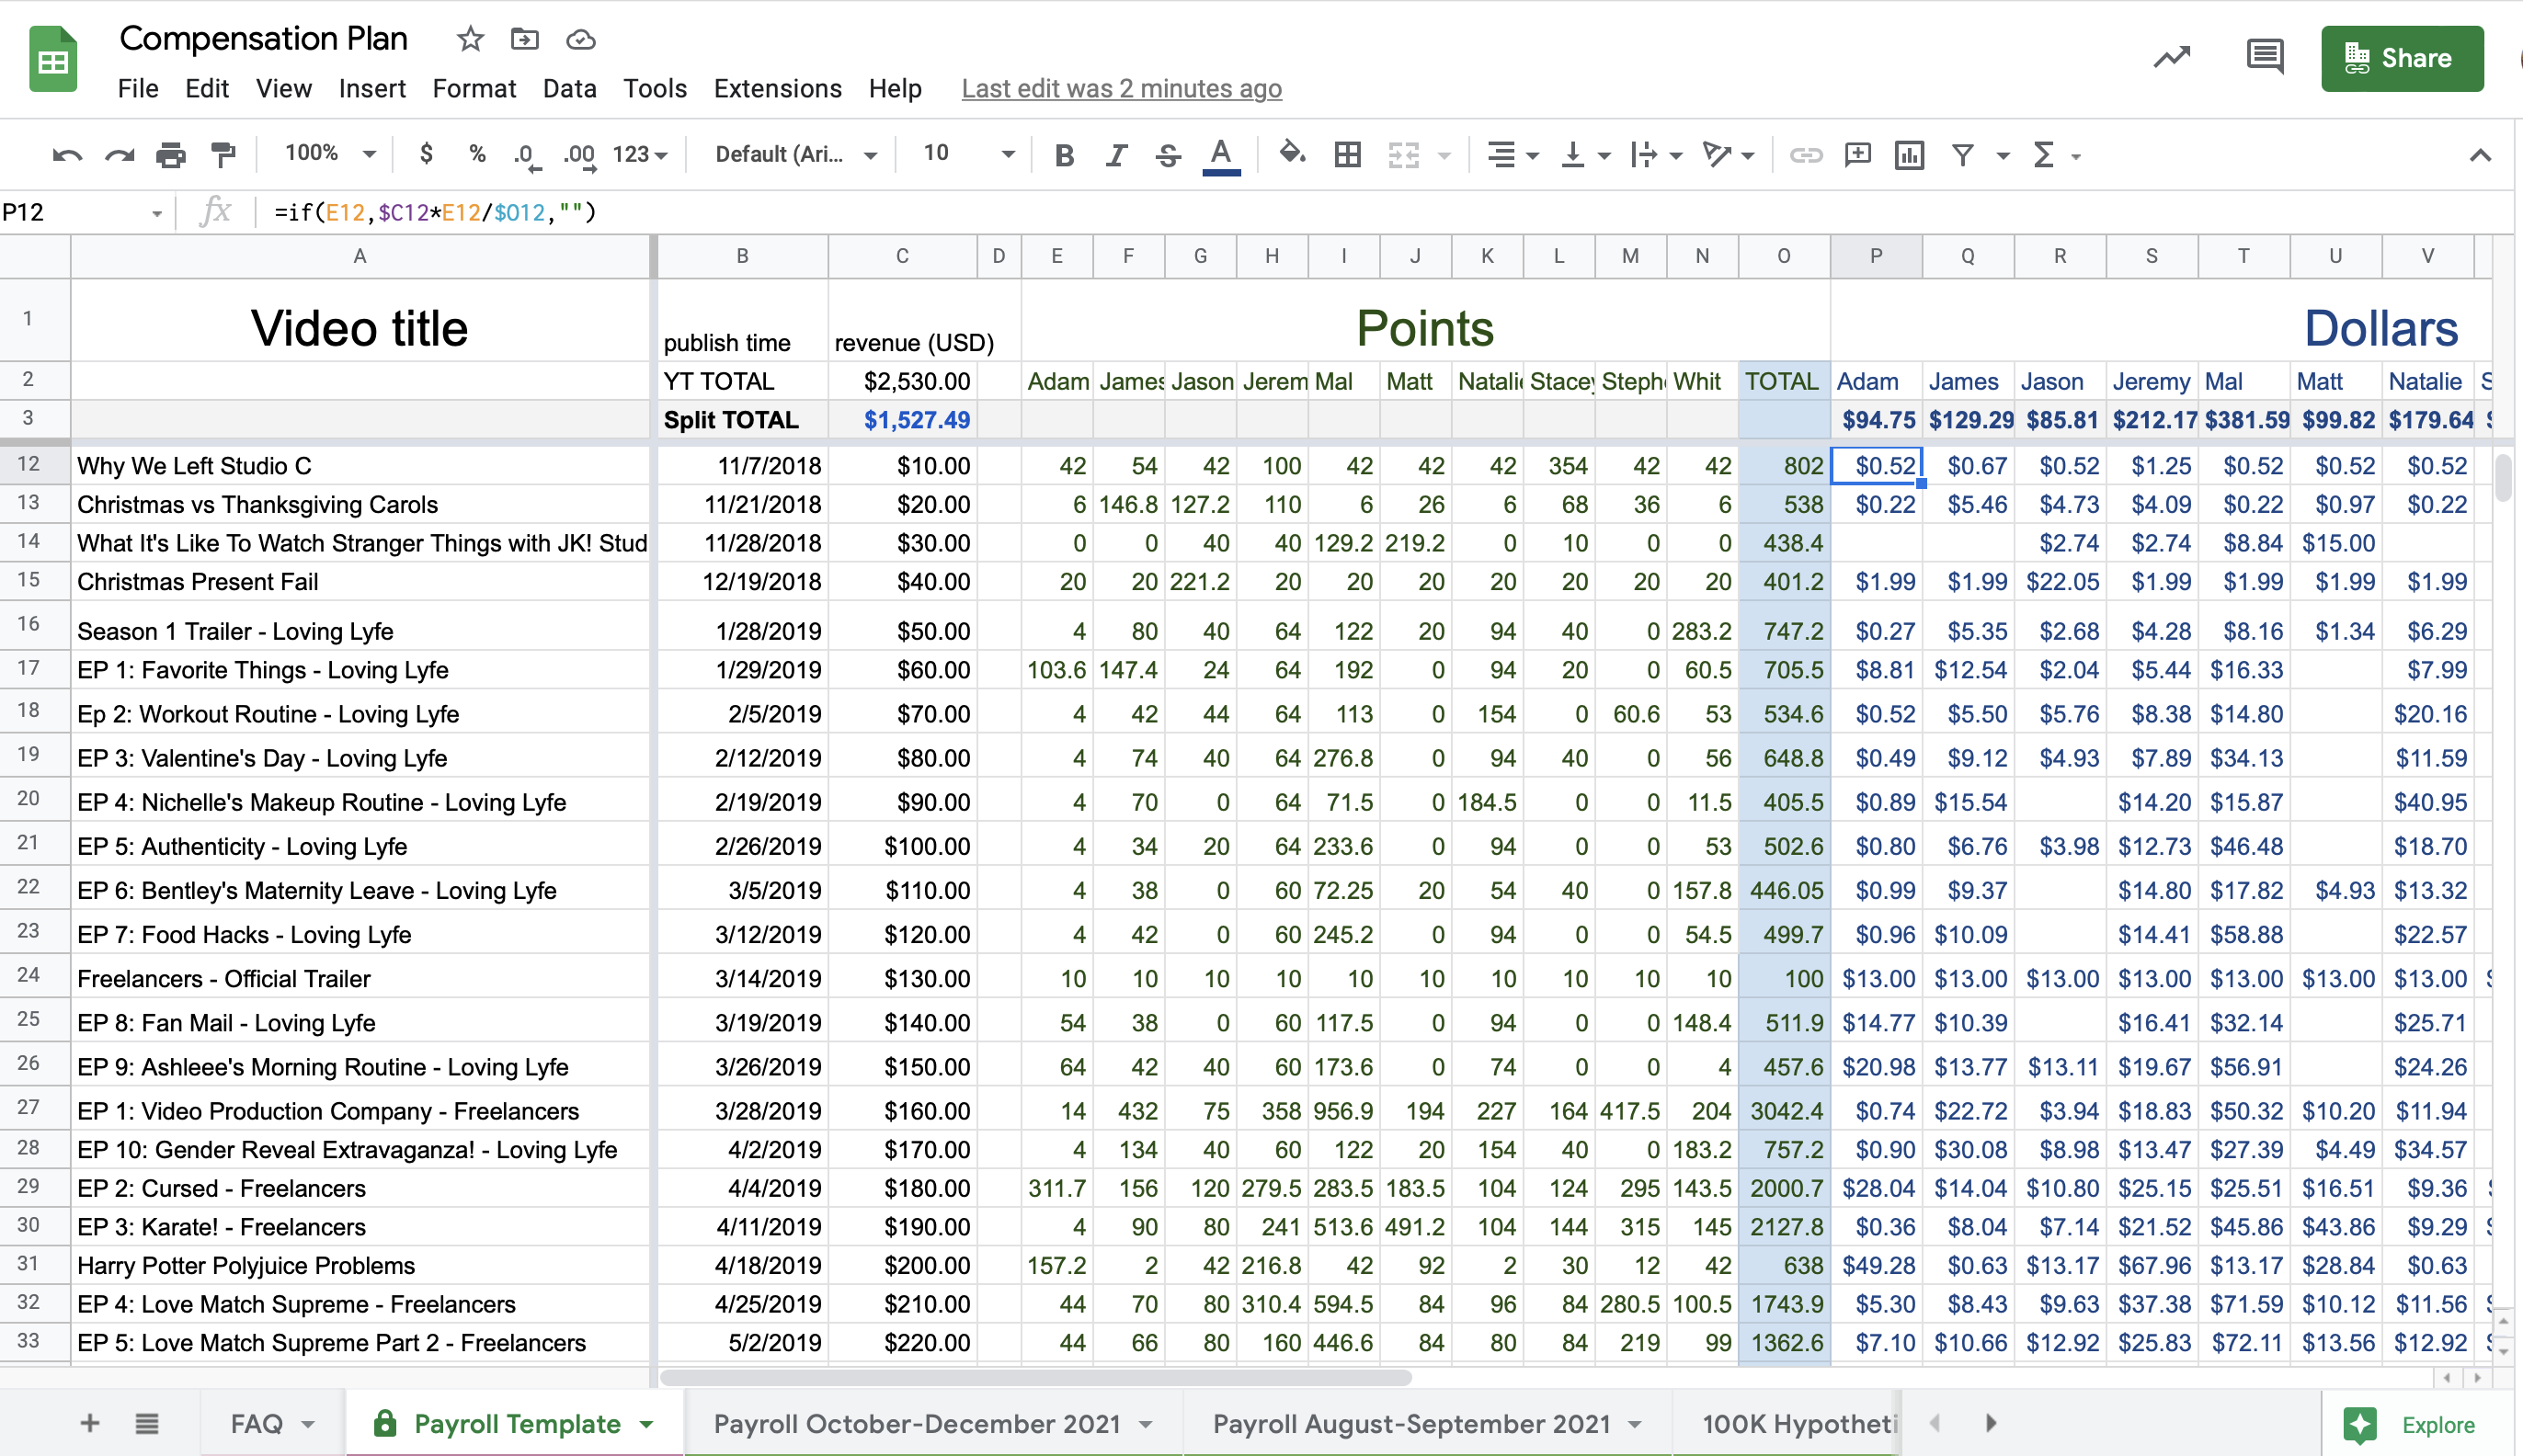 Compensation Plan
File Edit View Insert Format Data Tools Extensions Help Last edit was 2 minutes ago
Share
100% $ % .0 .00 123 Default (Ari... 10 B I S A
P12 fx =if(E12,$C12*E12/$O12,"")
A B C D E F G H I J K L M N O P Q R S T U V
1 Video title publish time revenue (USD) Points Dollars
2 YT TOTAL $2,530.00 Adam James Jason Jerem Mal Matt Natalie Stacey Steph Whit TOTAL Adam James Jason Jeremy Mal Matt Natalie S
3 Split TOTAL $1,527.49 $94.75 $129.29 $85.81 $212.17 $381.59 $99.82 $179.64
12 Why We Left Studio C 11/7/2018 $10.00 42 54 42 100 42 42 42 354 42 42 802 $0.52 $0.67 $0.52 $1.25 $0.52 $0.52 $0.52
13 Christmas vs Thanksgiving Carols 11/21/2018 $20.00 6 146.8 127.2 110 6 26 6 68 36 6 538 $0.22 $5.46 $4.73 $4.09 $0.22 $0.97 $0.22
14 What It's Like To Watch Stranger Things with JK! Stud 11/28/2018 $30.00 0 0 40 40 129.2 219.2 0 10 0 0 438.4 $2.74 $2.74 $8.84 $15.00
15 Christmas Present Fail 12/19/2018 $40.00 20 20 221.2 20 20 20 20 20 20 20 401.2 $1.99 $1.99 $22.05 $1.99 $1.99 $1.99 $1.99
16 Season 1 Trailer - Loving Lyfe 1/28/2019 $50.00 4 80 40 64 122 20 94 40 0 283.2 747.2 $0.27 $5.35 $2.68 $4.28 $8.16 $1.34 $6.29
17 EP 1: Favorite Things - Loving Lyfe 1/29/2019 $60.00 103.6 147.4 24 64 192 0 94 20 0 60.5 705.5 $8.81 $12.54 $2.04 $5.44 $16.33 $7.99
18 Ep 2: Workout Routine - Loving Lyfe 2/5/2019 $70.00 4 42 44 64 113 0 154 0 60.6 53 534.6 $0.52 $5.50 $5.76 $8.38 $14.80 $20.16
19 EP 3: Valentine's Day - Loving Lyfe 2/12/2019 $80.00 4 74 40 64 276.8 0 94 40 0 56 648.8 $0.49 $9.12 $4.93 $7.89 $34.13 $11.59
20 EP 4: Nichelle's Makeup Routine - Loving Lyfe 2/19/2019 $90.00 4 70 0 64 71.5 0 184.5 0 0 11.5 405.5 $0.89 $15.54 $14.20 $15.87 $40.95
21 EP 5: Authenticity - Loving Lyfe 2/26/2019 $100.00 4 34 20 64 233.6 0 94 0 0 53 502.6 $0.80 $6.76 $3.98 $12.73 $46.48 $18.70
22 EP 6: Bentley's Maternity Leave - Loving Lyfe 3/5/2019 $110.00 4 38 0 60 72.25 20 54 40 0 157.8 446.05 $0.99 $9.37 $14.80 $17.82 $4.93 $13.32
23 EP 7: Food Hacks - Loving Lyfe 3/12/2019 $120.00 4 42 0 60 245.2 0 94 0 0 54.5 499.7 $0.96 $10.09 $14.41 $58.88 $22.57
24 Freelancers - Official Trailer 3/14/2019 $130.00 10 10 10 10 10 10 10 10 10 10 100 $13.00 $13.00 $13.00 $13.00 $13.00 $13.00 $13.00
25 EP 8: Fan Mail - Loving Lyfe 3/19/2019 $140.00 54 38 0 60 117.5 0 94 0 0 148.4 511.9 $14.77 $10.39 $16.41 $32.14 $25.71
26 EP 9: Ashleee's Morning Routine - Loving Lyfe 3/26/2019 $150.00 64 42 40 60 173.6 0 74 0 0 4 457.6 $20.98 $13.77 $13.11 $19.67 $56.91 $24.26
27 EP 1: Video Production Company - Freelancers 3/28/2019 $160.00 14 432 75 358 956.9 194 227 164 417.5 204 3042.4 $0.74 $22.72 $3.94 $18.83 $50.32 $10.20 $11.94
28 EP 10: Gender Reveal Extravaganza! - Loving Lyfe 4/2/2019 $170.00 4 134 40 60 122 20 154 40 0 183.2 757.2 $0.90 $30.08 $8.98 $13.47 $27.39 $4.49 $34.57
29 EP 2: Cursed - Freelancers 4/4/2019 $180.00 311.7 156 120 279.5 283.5 183.5 104 124 295 143.5 2000.7 $28.04 $14.04 $10.80 $25.15 $25.51 $16.51 $9.36
30 EP 3: Karate! - Freelancers 4/11/2019 $190.00 4 90 80 241 513.6 491.2 104 144 315 145 2127.8 $0.36 $8.04 $7.14 $21.52 $45.86 $43.86 $9.29
31 Harry Potter Polyjuice Problems 4/18/2019 $200.00 157.2 2 42 216.8 42 92 2 30 12 42 638 $49.28 $0.63 $13.17 $67.96 $13.17 $28.84 $0.63
32 EP 4: Love Match Supreme - Freelancers 4/25/2019 $210.00 44 70 80 310.4 594.5 84 96 84 280.5 100.5 1743.9 $5.30 $8.43 $9.63 $37.38 $71.59 $10.12 $11.56
33 EP 5: Love Match Supreme Part 2 - Freelancers 5/2/2019 $220.00 44 66 80 160 446.6 84 80 84 219 99 1362.6 $7.10 $10.66 $12.92 $25.83 $72.11 $13.56 $12.92
FAQ Payroll Template Payroll October-December 2021 Payroll August-September 2021 100K Hypotheti Explore